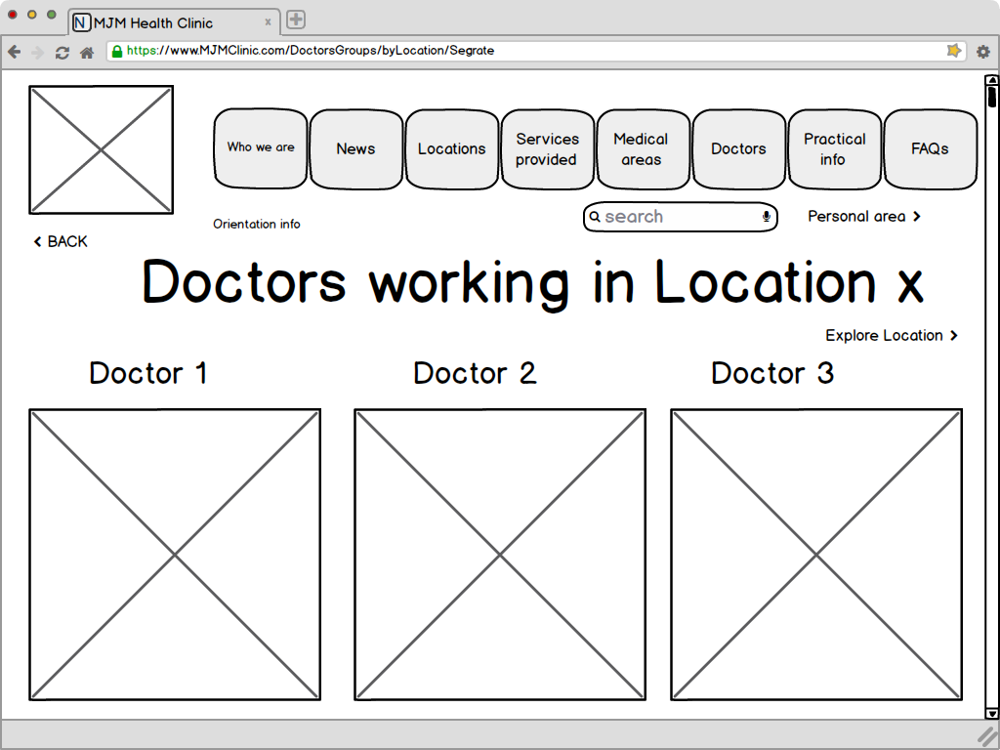 N MJM Health Clinic x
https://www.MJMClinic.com/DoctorsGroups/byLocation/Segrate
Who we are
News
Locations
Services
provided
Medical
areas
Doctors
Practical
info
FAQs
Orientation info
search
Personal area >
< BACK
Doctors working in Location x
Explore Location >
Doctor 1
Doctor 2
Doctor 3